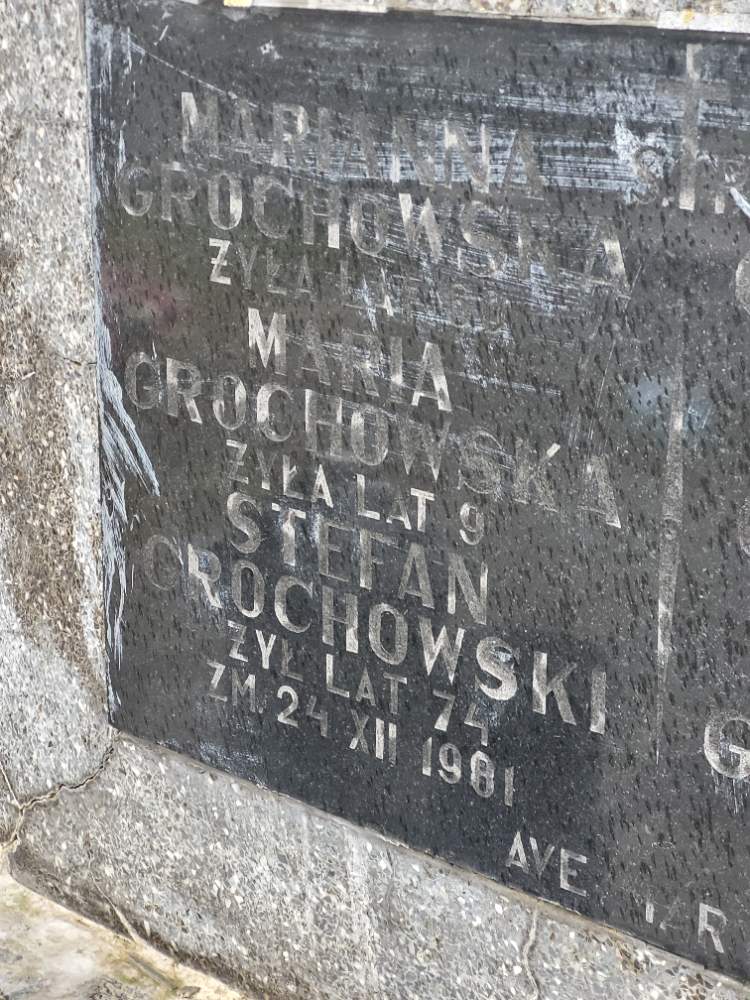 MARIANNA
GROCHOWSKA
ŻYŁA LAT
MARIA
GROCHOWSKA
ŻYŁA LAT 9
STEFAN
GROCHOWSKI
ŻYŁ LAT 74
ZM 24 XII 1981
AVE
G